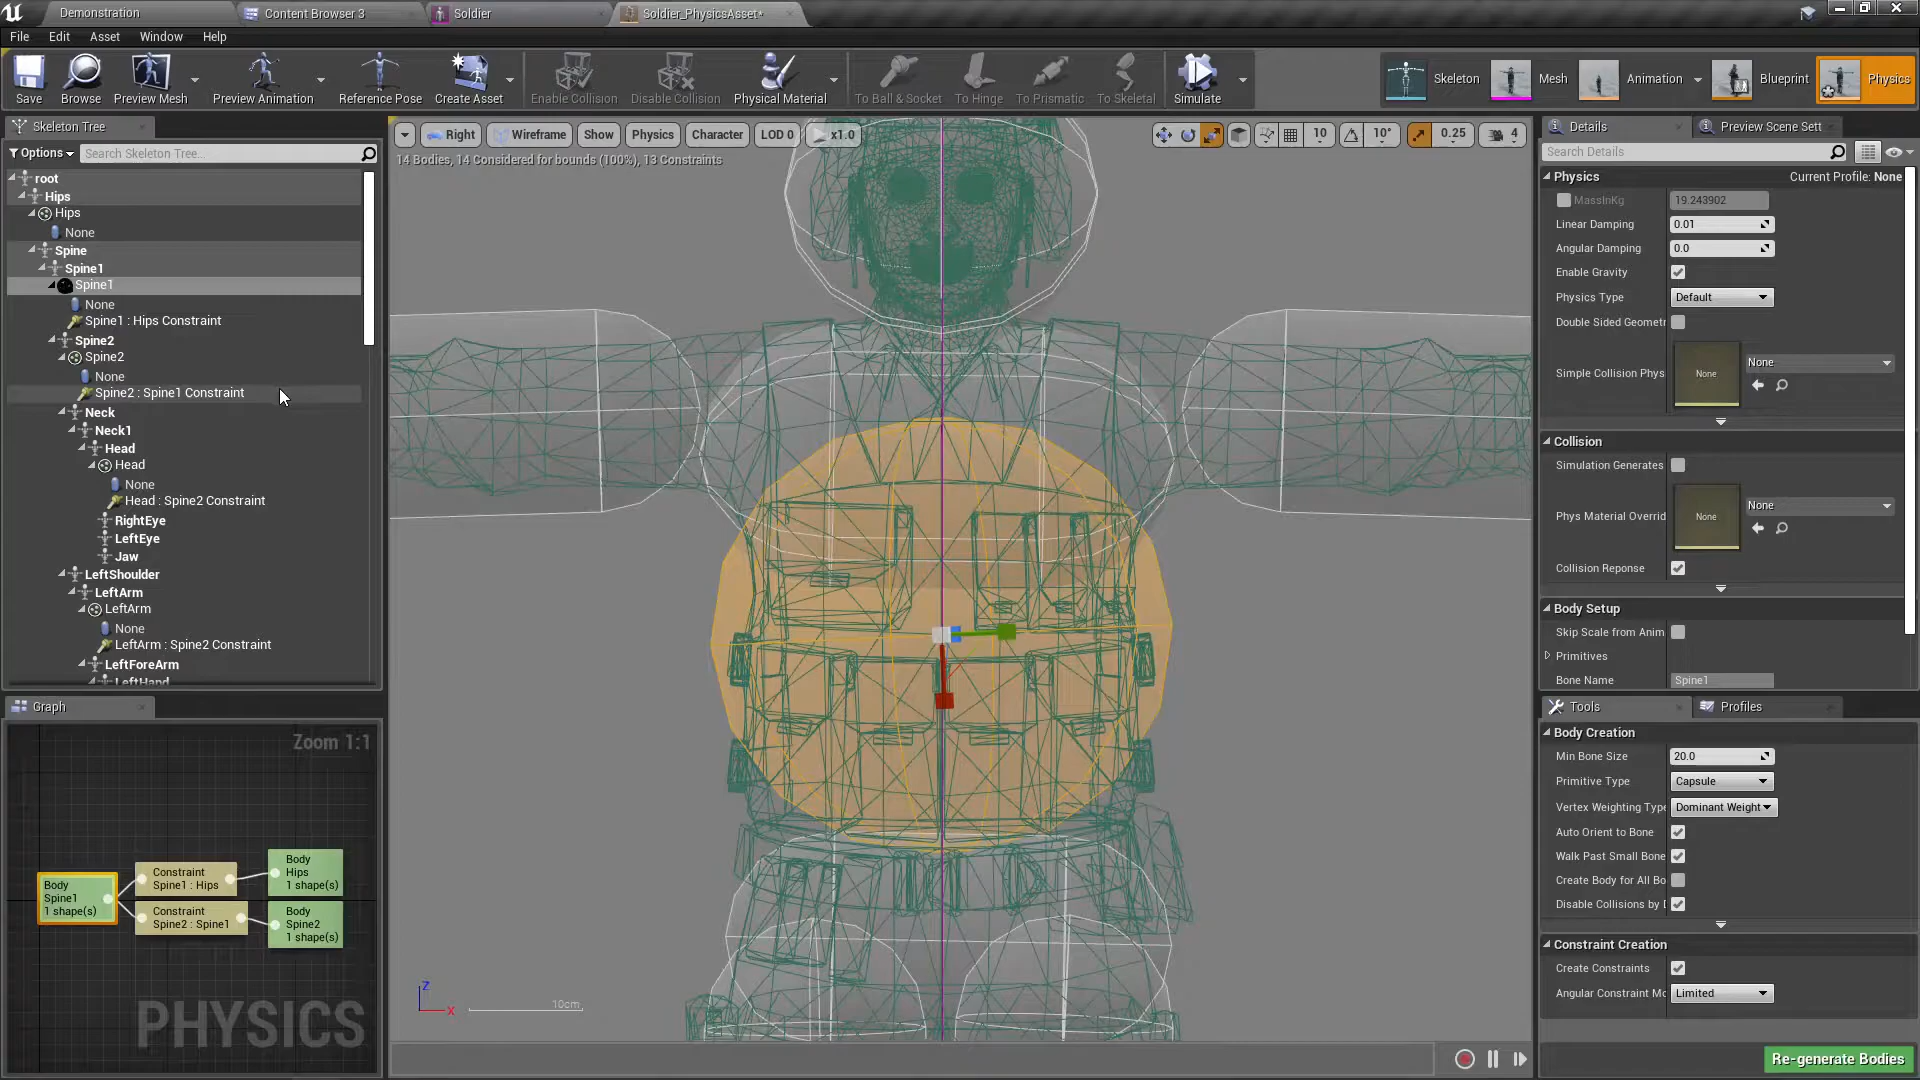 Demonstration
Content Browser 3
Soldier
Soldier_PhysicsAsset*
File
Edit
Asset
Window
Help
Save
Browse
Preview Mesh
Preview Animation
Reference Pose
Create Asset
Enable Collision
Disable Collision
Physical Material
To Ball & Socket
To Hinge
To Prismatic
To Skeletal
Simulate
Skeleton
Mesh
Animation
Blueprint
Physics
Skeleton Tree
Options
Search Skeleton Tree...
root
Hips
Hips
None
Spine
Spine1
Spine1
None
Spine1 : Hips Constraint
Spine2
Spine2
None
Spine2 : Spine1 Constraint
Neck
Neck1
Head
Head
None
Head : Spine2 Constraint
RightEye
LeftEye
Jaw
LeftShoulder
LeftArm
LeftArm
None
LeftArm : Spine2 Constraint
LeftForeArm
LeftHand
Graph
Zoom 1:1
Body
Spine1
1 shape(s)
Constraint
Spine1 : Hips
Constraint
Spine2 : Spine1
Body
Hips
1 shape(s)
Body
Spine2
1 shape(s)
PHYSICS
Right
Wireframe
Show
Physics
Character
LOD 0
x1.0
10
10°
0.25
4
14 Bodies, 14 Considered for bounds (100%), 13 Constraints
Z
X
10cm
Details
Preview Scene Sett
Search Details
Physics
Current Profile: None
MassInKg
19.243902
Linear Damping
0.01
Angular Damping
0.0
Enable Gravity
Physics Type
Default
Double Sided Geometr
Simple Collision Phys
None
None
Collision
Simulation Generates
Phys Material Overrid
None
None
Collision Reponse
Body Setup
Skip Scale from Anim
Primitives
Bone Name
Spine1
Tools
Profiles
Body Creation
Min Bone Size
20.0
Primitive Type
Capsule
Vertex Weighting Type
Dominant Weight
Auto Orient to Bone
Walk Past Small Bone
Create Body for All Bo
Disable Collisions by D
Constraint Creation
Create Constraints
Angular Constraint Mo
Limited
Re-generate Bodies